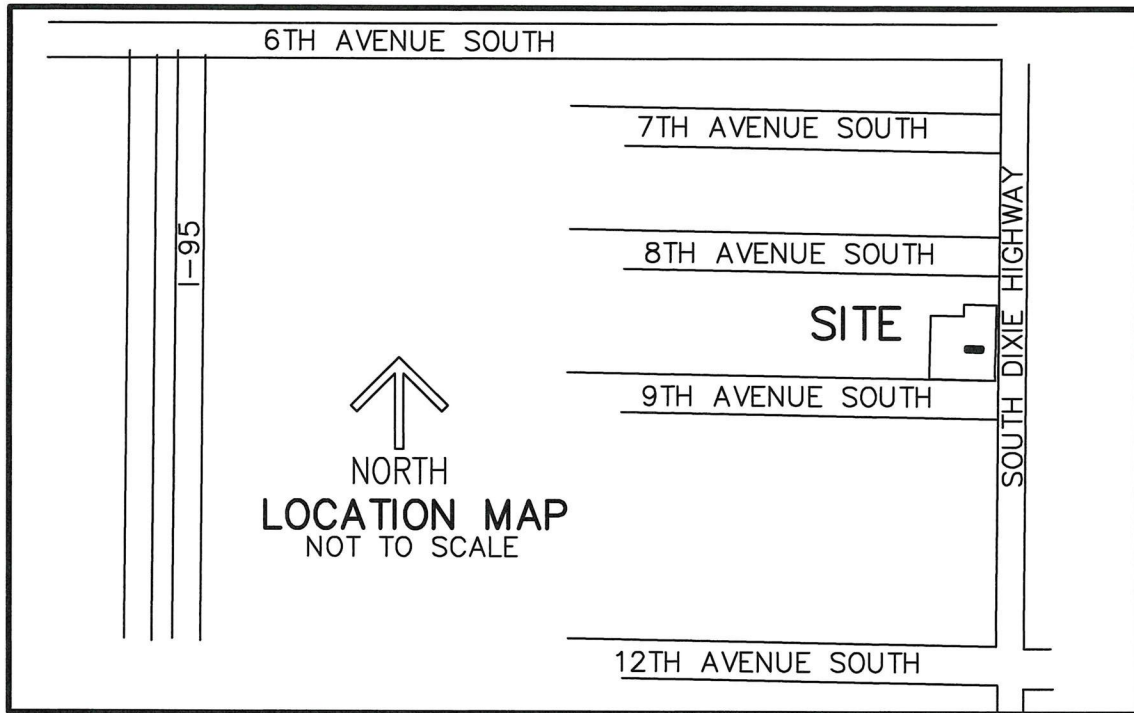 6TH AVENUE SOUTH
7TH AVENUE SOUTH
I-95
8TH AVENUE SOUTH
SOUTH DIXIE HIGHWAY
SITE
9TH AVENUE SOUTH
NORTH
LOCATION MAP
NOT TO SCALE
12TH AVENUE SOUTH